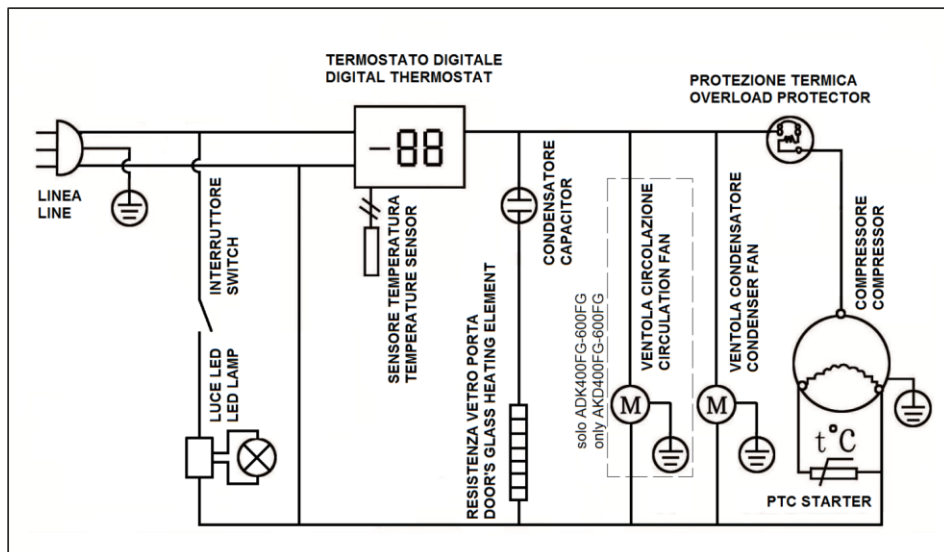 TERMOSTATO DIGITALE
DIGITAL THERMOSTAT
PROTEZIONE TERMICA
OVERLOAD PROTECTOR
-88
LINEA
LINE
INTERRUTTORE
SWITCH
LUCE LED
LED LAMP
SENSORE TEMPERATURA
TEMPERATURE SENSOR
CONDENSATORE
CAPACITOR
RESISTENZA VETRO PORTA
DOOR'S GLASS HEATING ELEMENT
solo ADK400FG-600FG
only AKD400FG-600FG
VENTOLA CIRCOLAZIONE
CIRCULATION FAN
M
VENTOLA CONDENSATORE
CONDENSER FAN
M
COMPRESSORE
COMPRESSOR
t°C
PTC STARTER